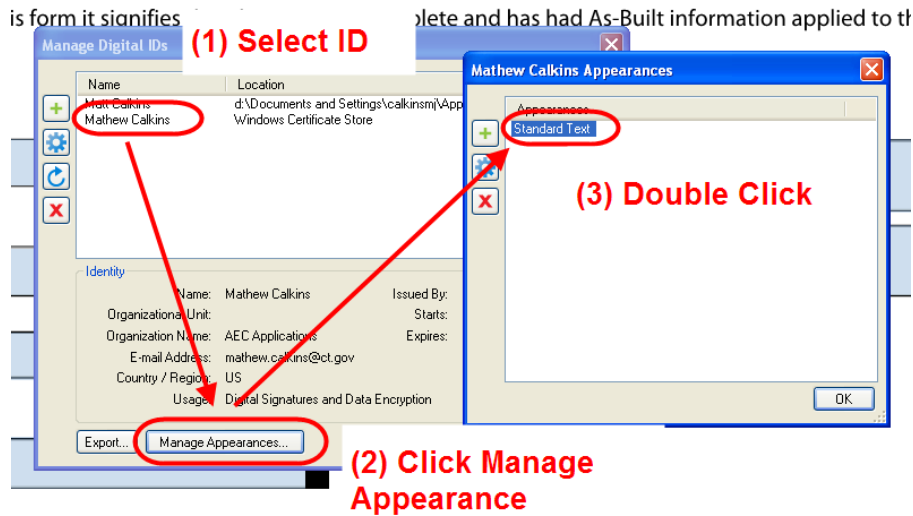 is form it signifies
plete and has had As-Built information applied to th
Manage Digital IDs
(1) Select ID
Name Location
Matt Calkins d:\Documents and Settings\calkinsmj\App
Mathew Calkins Windows Certificate Store
Identity
Name: Mathew Calkins Issued By:
Organizational Unit: Starts:
Organization Name: AEC Applications Expires:
E-mail Address: mathew.calkins@ct.gov
Country / Region: US
Usage: Digital Signatures and Data Encryption
Export... Manage Appearances...
(2) Click Manage
Appearance
Mathew Calkins Appearances
Appearances
Standard Text
(3) Double Click
OK